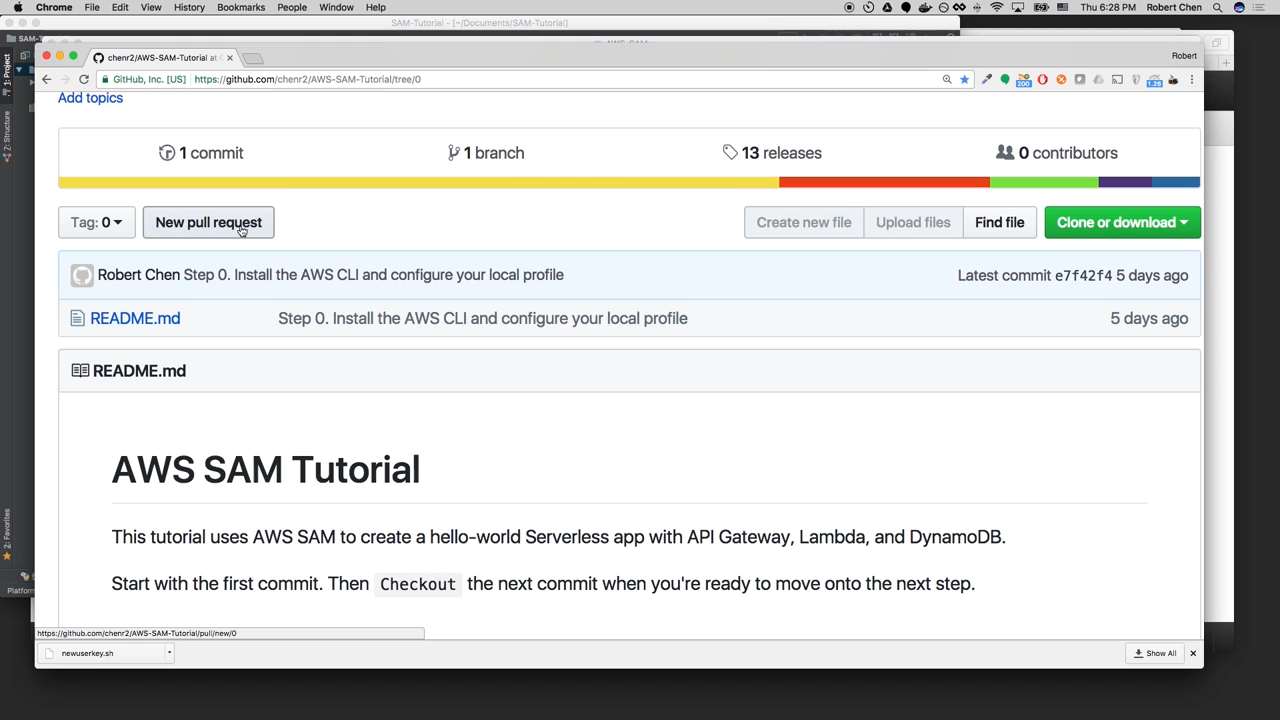 Chrome File Edit View History Bookmarks People Window Help Thu 6:28 PM Robert Chen
SAM-Tutorial - [~/Documents/SAM-Tutorial]
chenr2/AWS-SAM-Tutorial at Robert
GitHub, Inc. [US] https://github.com/chenr2/AWS-SAM-Tutorial/tree/0
Add topics
1 commit 1 branch 13 releases 0 contributors
Tag: 0 New pull request Create new file Upload files Find file Clone or download
Robert Chen Step 0. Install the AWS CLI and configure your local profile Latest commit e7f42f4 5 days ago
README.md Step 0. Install the AWS CLI and configure your local profile 5 days ago
README.md
AWS SAM Tutorial
This tutorial uses AWS SAM to create a hello-world Serverless app with API Gateway, Lambda, and DynamoDB.
Start with the first commit. Then Checkout the next commit when you're ready to move onto the next step.
https://github.com/chenr2/AWS-SAM-Tutorial/pull/new/0
newuserkey.sh Show All
1: Project
7: Structure
2: Favorites
Platform